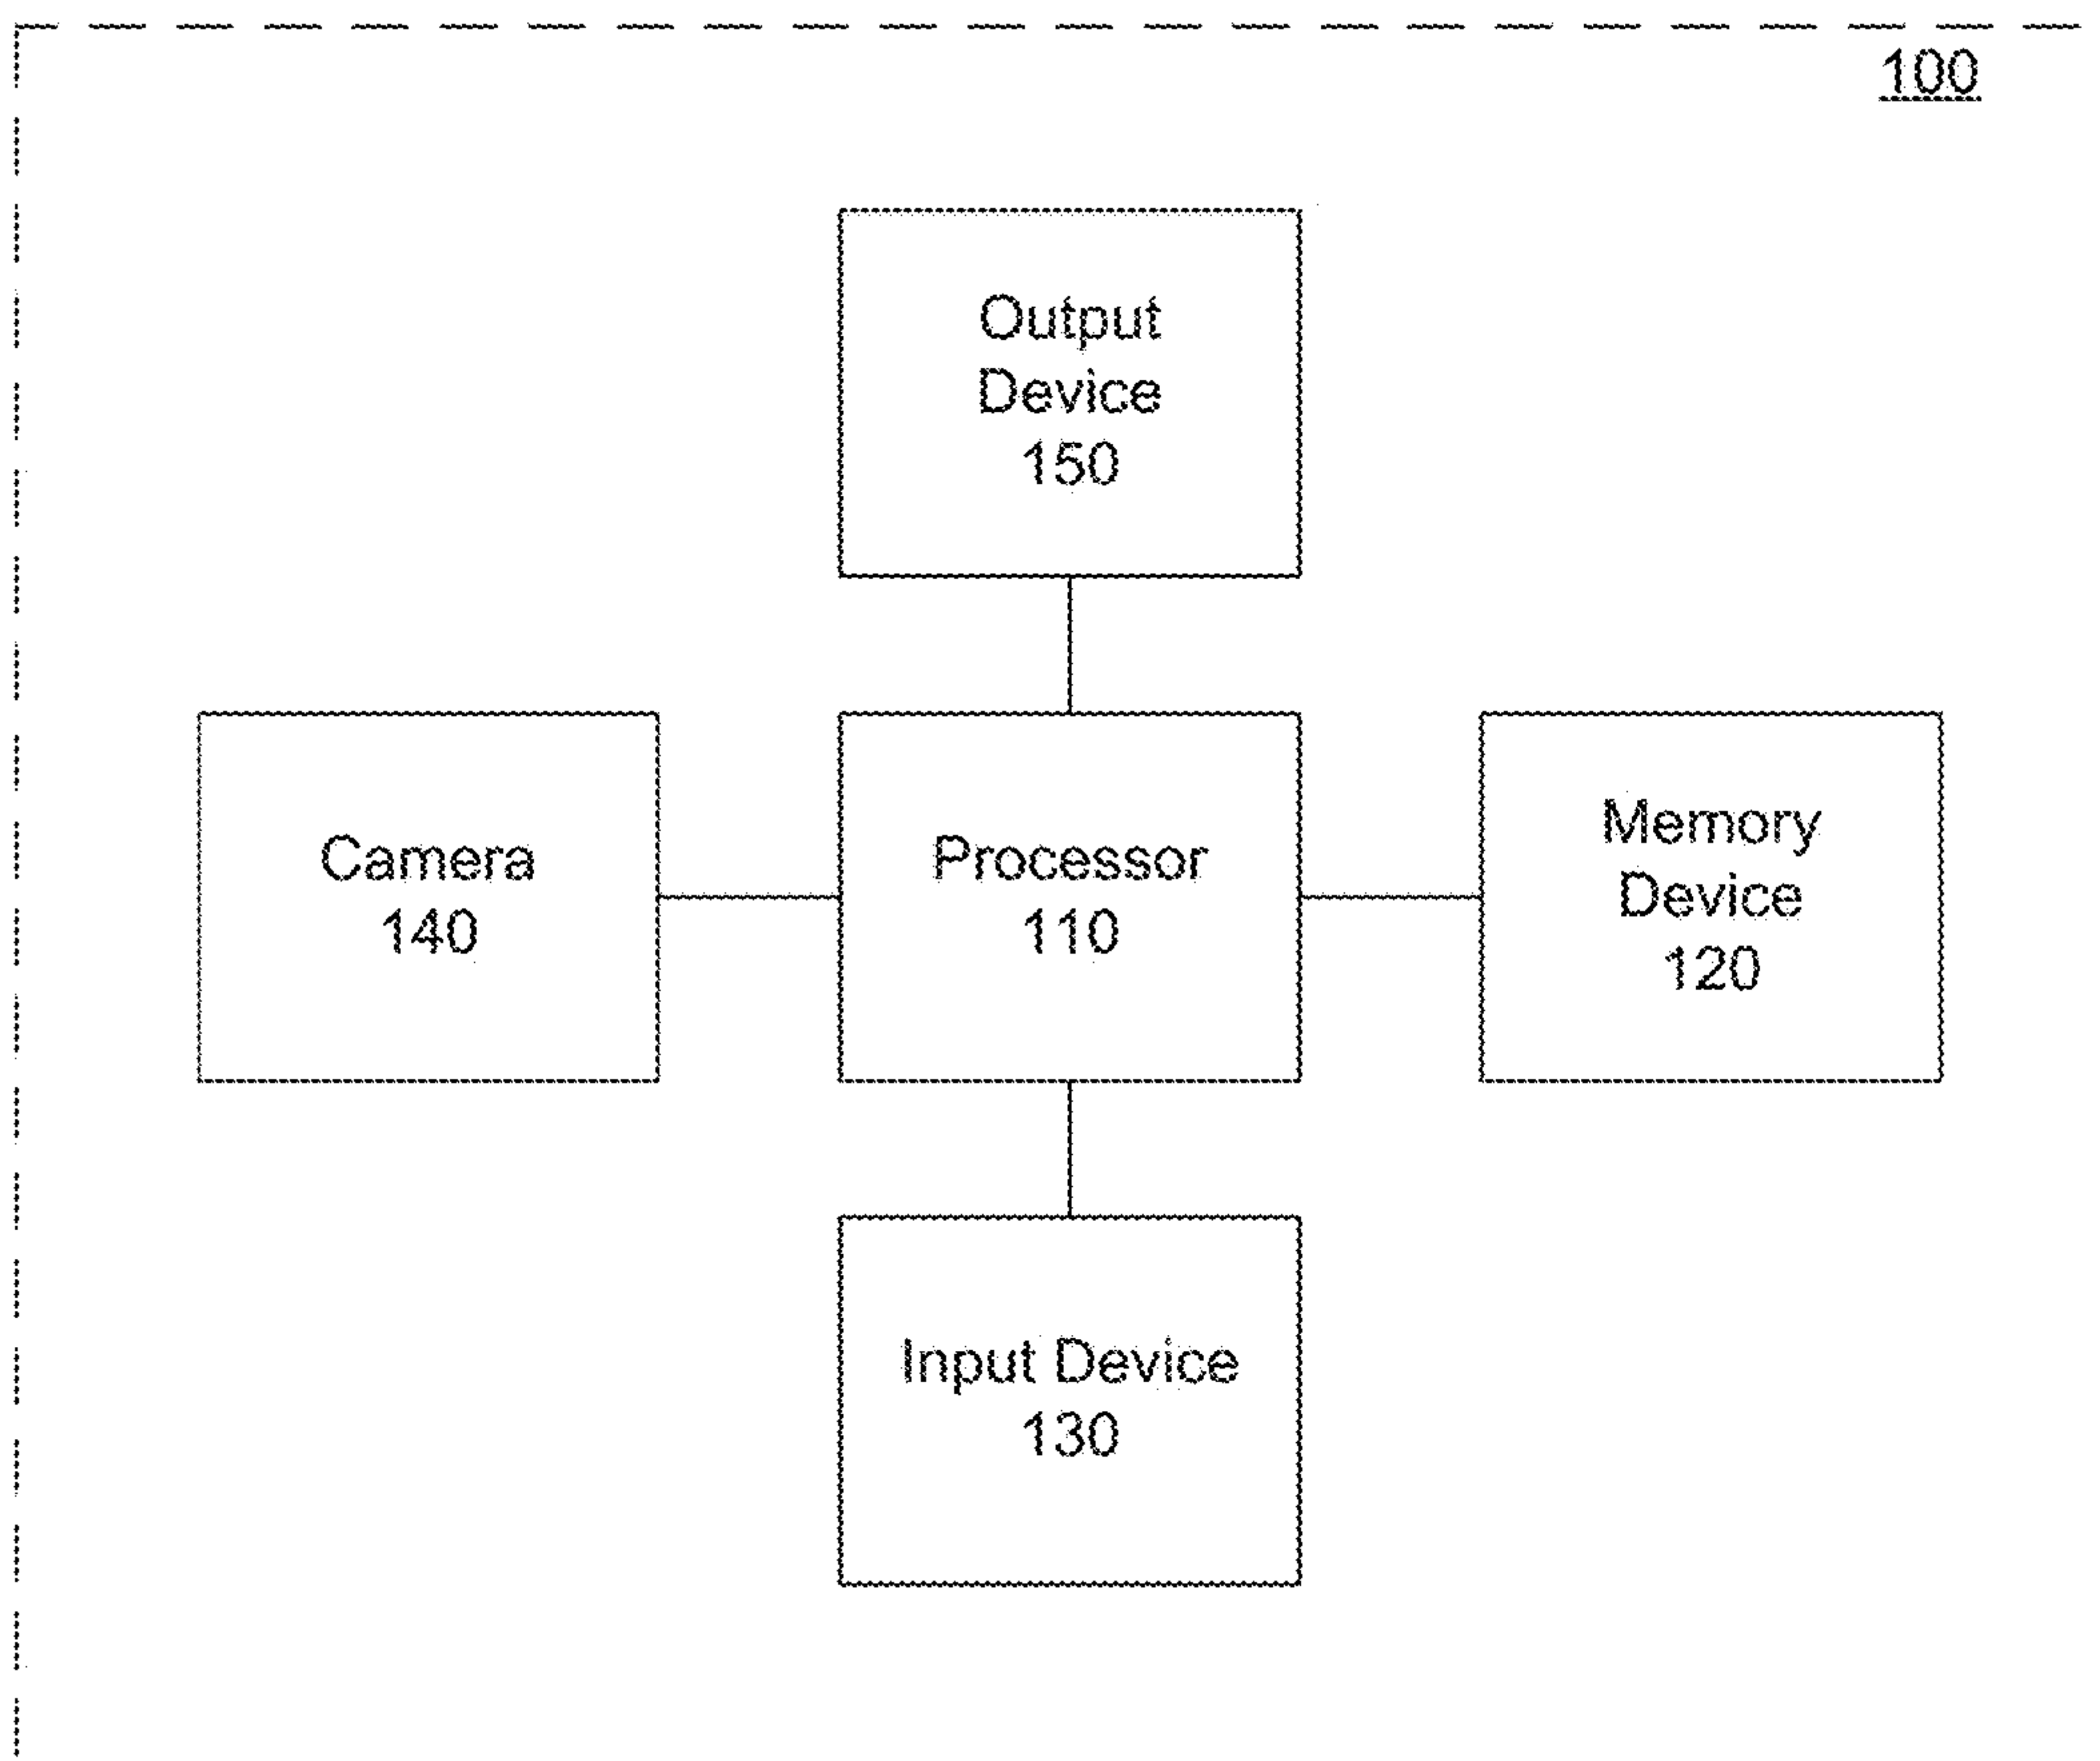 100
Output
Device
150
Camera
140
Processor
110
Memory
Device
120
Input Device
130